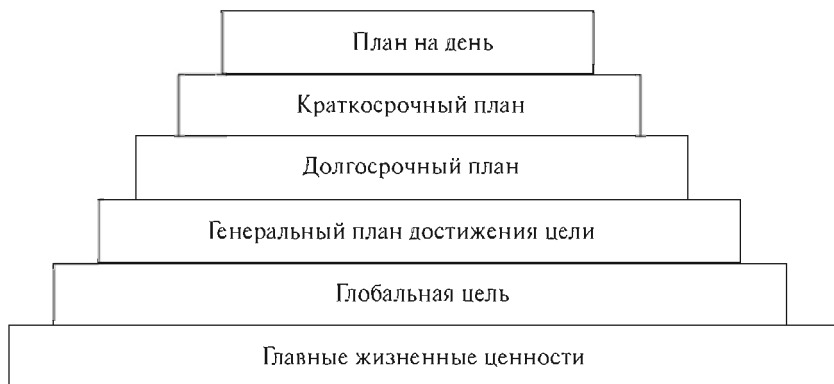 План на день
Краткосрочный план
Долгосрочный план
Генеральный план достижения цели
Глобальная цель
Главные жизненные ценности